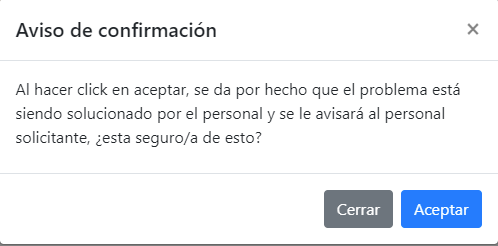 Aviso de confirmación
×
Al hacer click en aceptar, se da por hecho que el problema está
siendo solucionado por el personal y se le avisará al personal
solicitante, ¿esta seguro/a de esto?
Cerrar
Aceptar